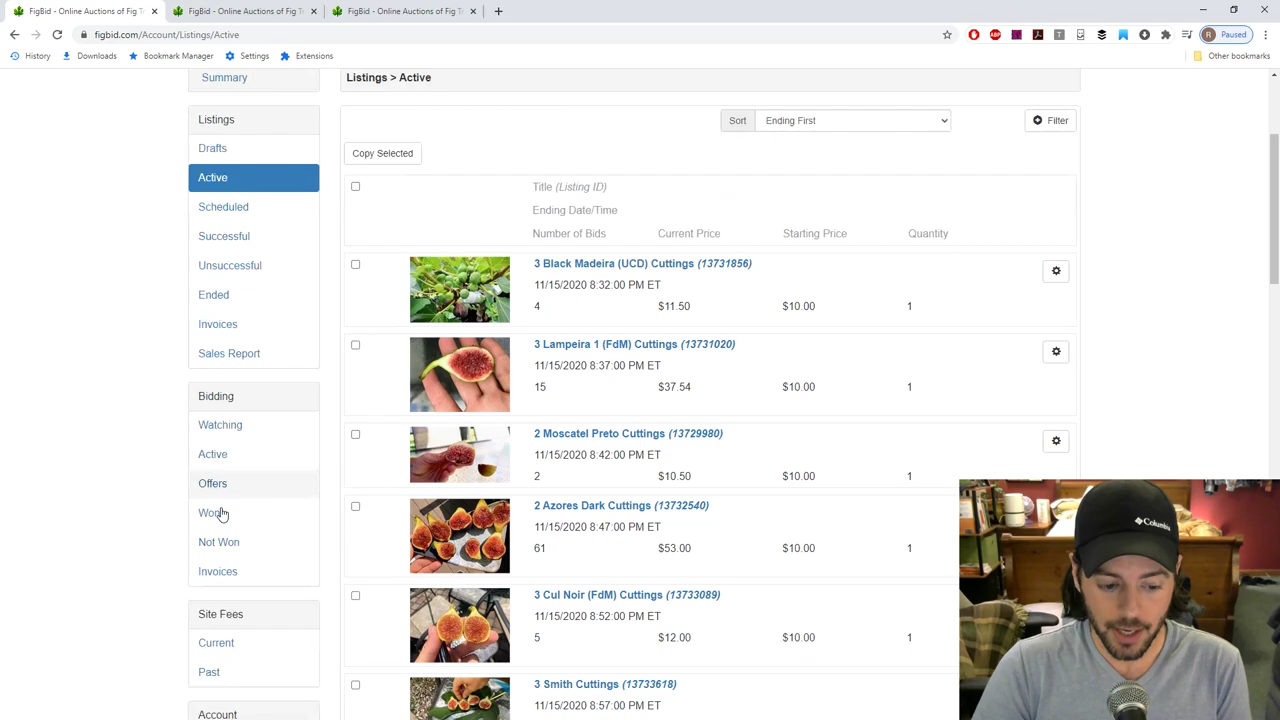 FigBid - Online Auctions of Fig T
FigBid - Online Auctions of Fig T
FigBid - Online Auctions of Fig T
figbid.com/Account/Listings/Active
Paused
History
Downloads
Bookmark Manager
Settings
Extensions
Other bookmarks
Summary
Listings > Active
Listings
Drafts
Active
Scheduled
Successful
Unsuccessful
Ended
Invoices
Sales Report
Bidding
Watching
Active
Offers
Won
Not Won
Invoices
Site Fees
Current
Past
Account
Sort
Ending First
Filter
Copy Selected
Title (Listing ID)
Ending Date/Time
Number of Bids Current Price Starting Price Quantity
3 Black Madeira (UCD) Cuttings (13731856)
11/15/2020 8:32:00 PM ET
4 $11.50 $10.00 1
3 Lampeira 1 (FdM) Cuttings (13731020)
11/15/2020 8:37:00 PM ET
15 $37.54 $10.00 1
2 Moscatel Preto Cuttings (13729980)
11/15/2020 8:42:00 PM ET
2 $10.50 $10.00 1
2 Azores Dark Cuttings (13732540)
11/15/2020 8:47:00 PM ET
61 $53.00 $10.00 1
3 Cul Noir (FdM) Cuttings (13733089)
11/15/2020 8:52:00 PM ET
5 $12.00 $10.00 1
3 Smith Cuttings (13733618)
11/15/2020 8:57:00 PM ET
Columbia